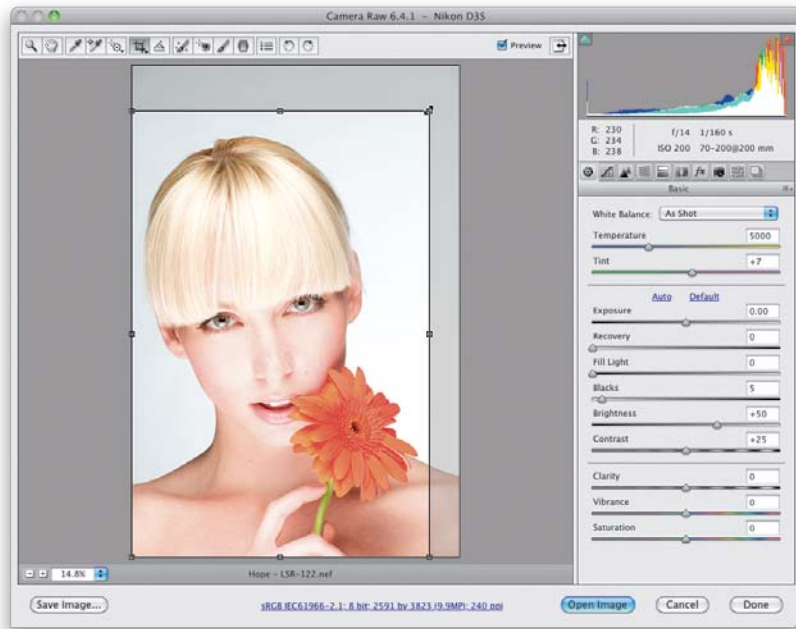 Camera Raw 6.4.1 – Nikon D3S
Preview
R: 230
G: 234
B: 238
f/14 1/160 s
ISO 200 70-200@200 mm
fx
Basic
White Balance: As Shot
Temperature 5000
Tint +7
Auto Default
Exposure 0.00
Recovery 0
Fill Light 0
Blacks 5
Brightness +50
Contrast +25
Clarity 0
Vibrance 0
Saturation 0
14.8% Hope - LSR-122.nef
Save Image... sRGB IEC61966-2.1; 8 bit; 2591 by 3823 (9.9MP); 240 ppi Open Image Cancel Done